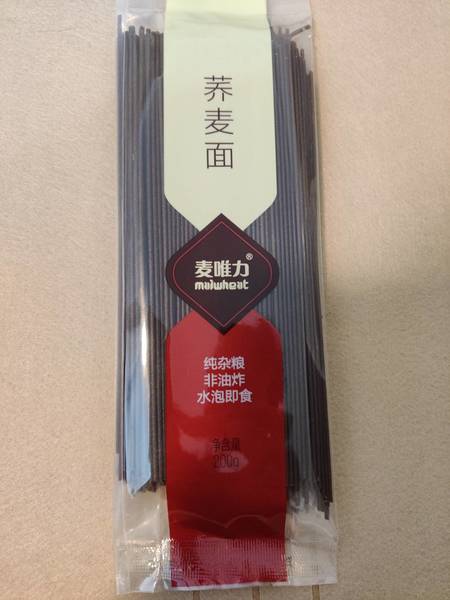 荞麦面
麦唯力®
maiwheat
纯杂粮
非油炸
水泡即食
净含量
200g